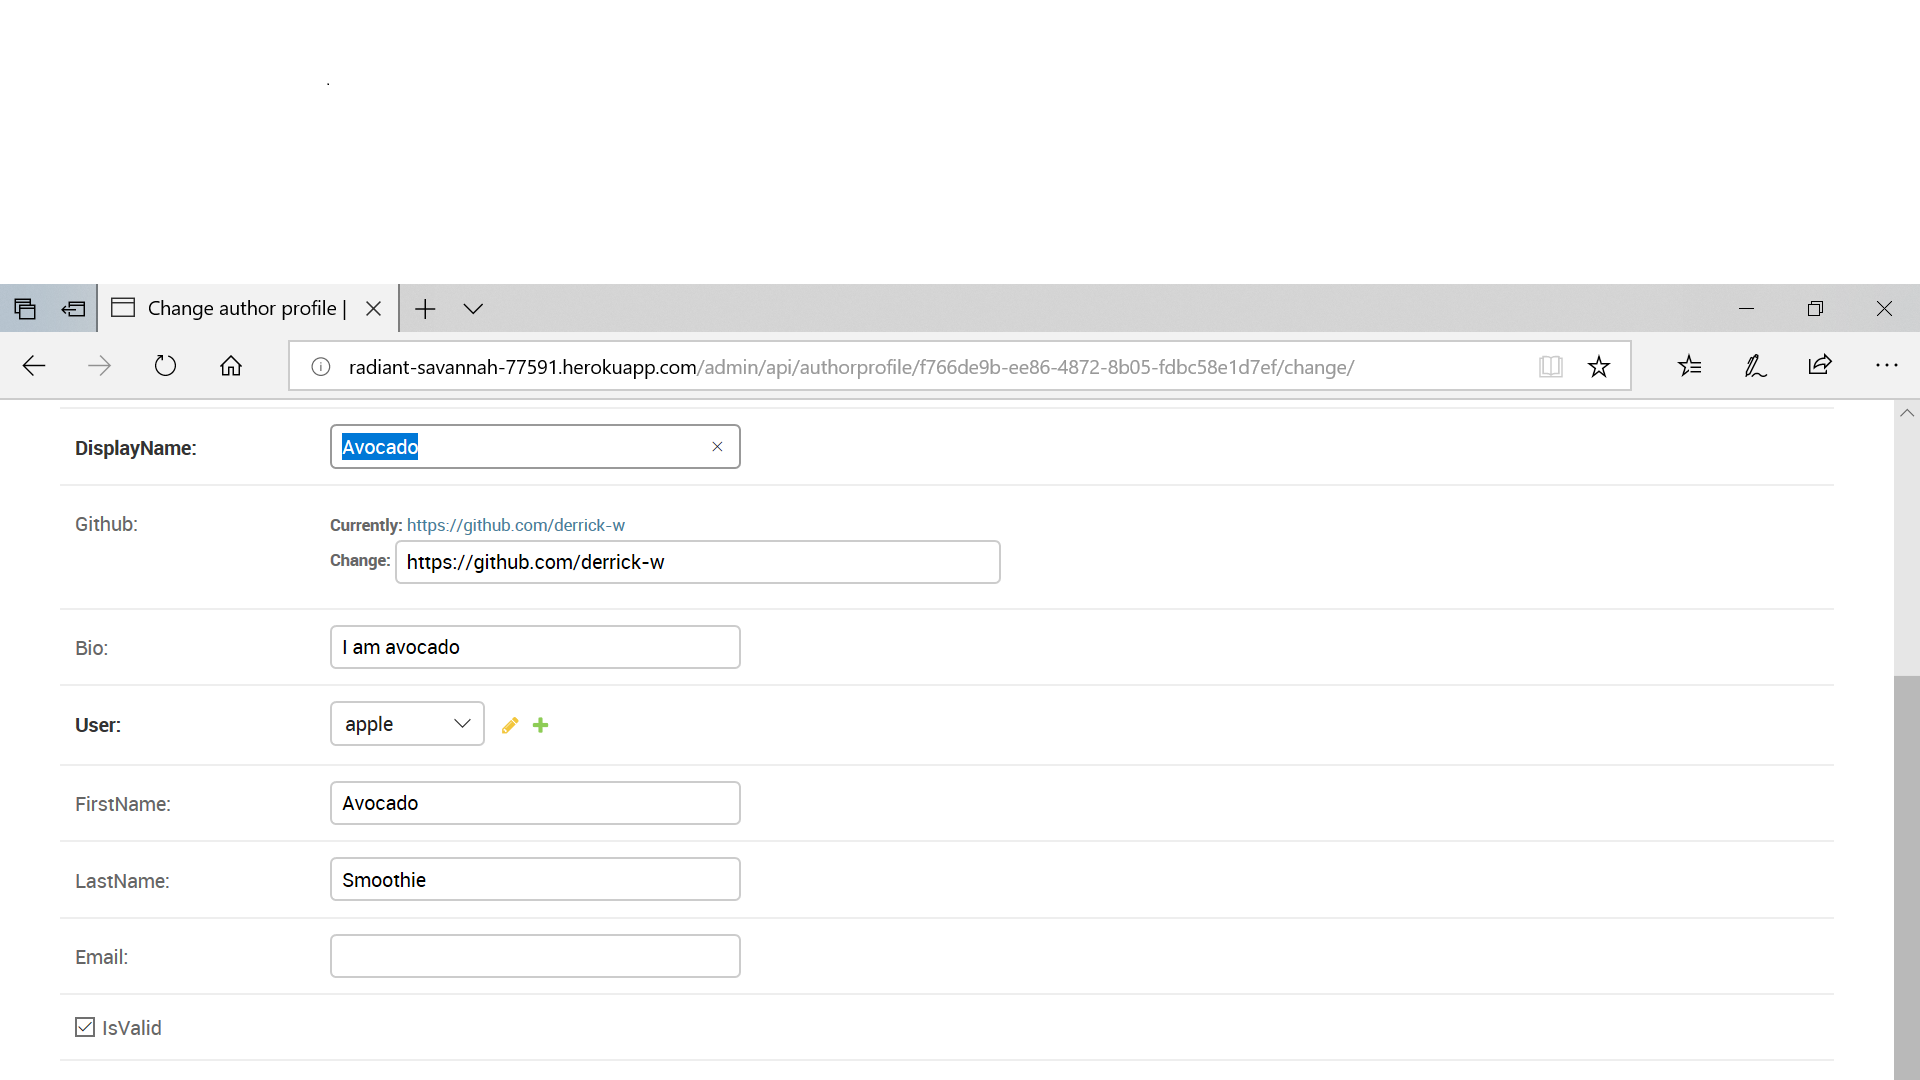 Change author profile |
radiant-savannah-77591.herokuapp.com/admin/api/authorprofile/f766de9b-ee86-4872-8b05-fdbc58e1d7ef/change/
DisplayName: Avocado
Github: Currently: https://github.com/derrick-w
Change: https://github.com/derrick-w
Bio: I am avocado
User: apple
FirstName: Avocado
LastName: Smoothie
Email:
IsValid